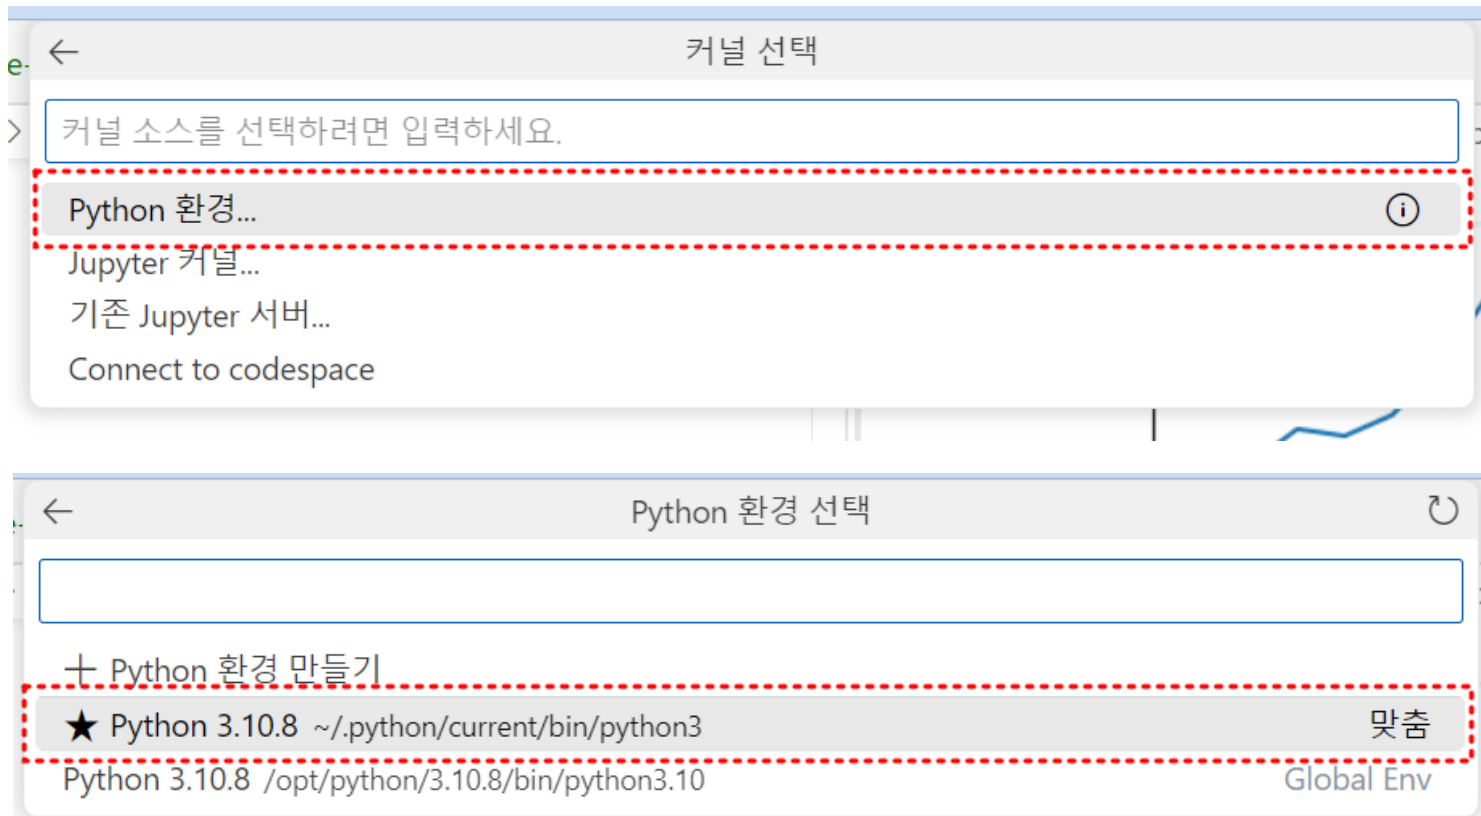 커널 선택
커널 소스를 선택하려면 입력하세요.
Python 환경...
Jupyter 커널...
기존 Jupyter 서버...
Connect to codespace
Python 환경 선택
Python 환경 만들기
★ Python 3.10.8 ~/.python/current/bin/python3 맞춤
Python 3.10.8 /opt/python/3.10.8/bin/python3.10 Global Env